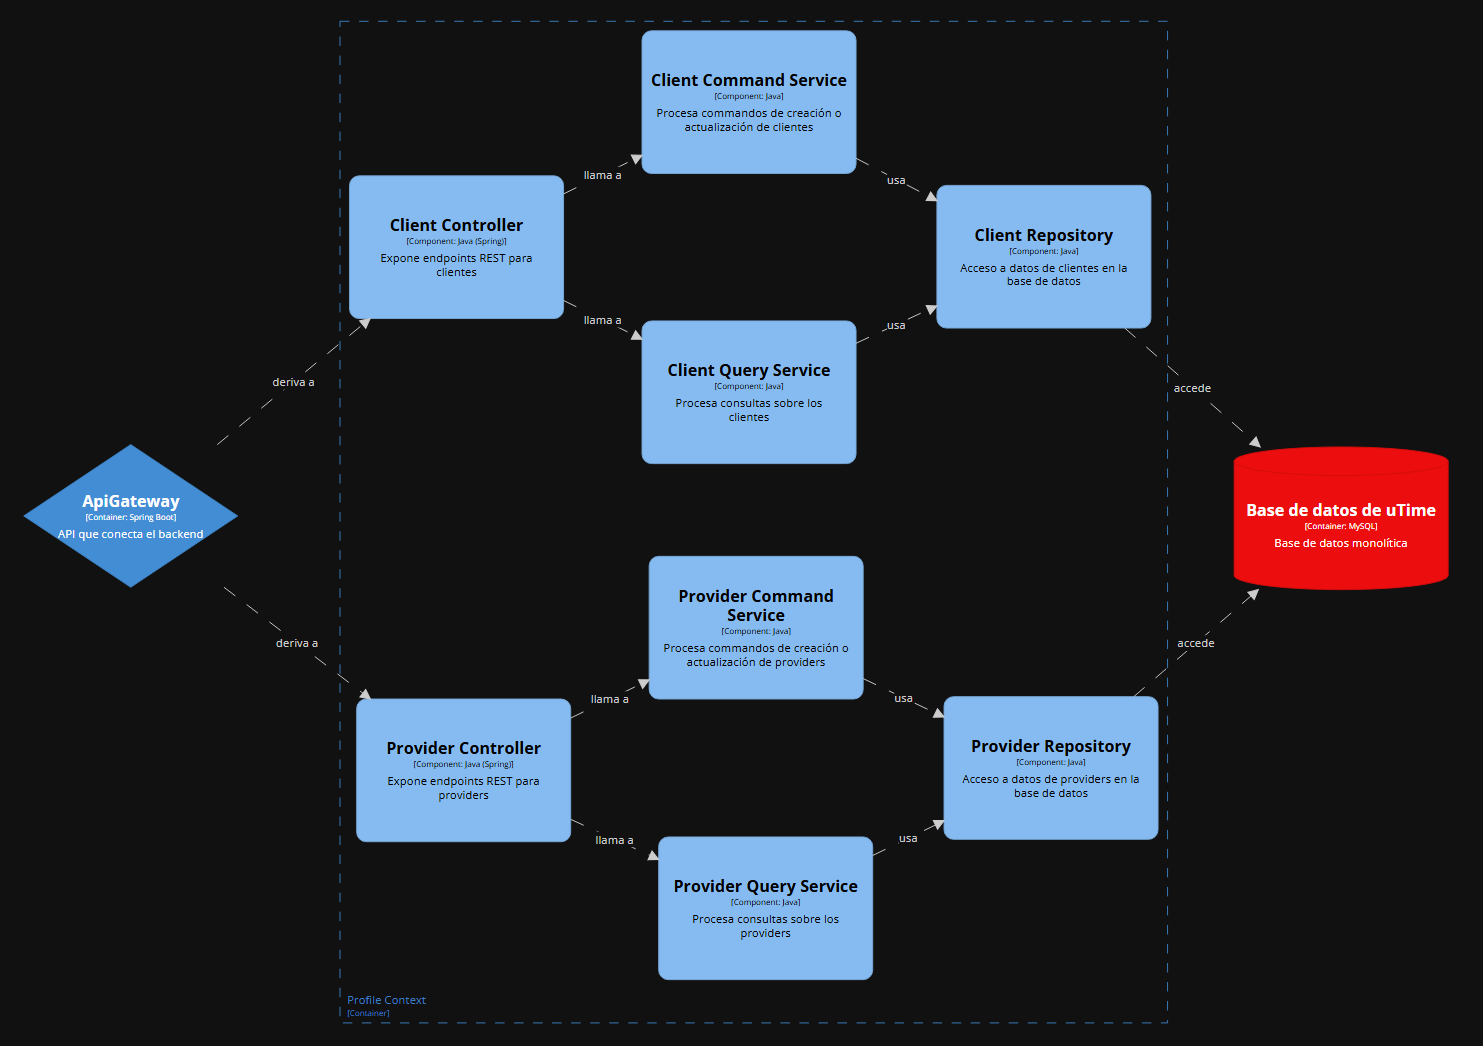 Client Command Service
[Component: Java]
Procesa commandos de creación o
actualización de clientes
llama a
usa
Client Controller
[Component: Java (Spring)]
Expone endpoints REST para
clientes
Client Repository
[Component: Java]
Acceso a datos de clientes en la
base de datos
llama a
usa
Client Query Service
[Component: Java]
Procesa consultas sobre los
clientes
deriva a
accede
ApiGateway
[Container: Spring Boot]
API que conecta el backend
Base de datos de uTime
[Container: MySQL]
Base de datos monolítica
Provider Command
Service
[Component: Java]
Procesa commandos de creación o
actualización de providers
deriva a
accede
llama a
usa
Provider Controller
[Component: Java (Spring)]
Expone endpoints REST para
providers
Provider Repository
[Component: Java]
Acceso a datos de providers en la
base de datos
llama a
usa
Provider Query Service
[Component: Java]
Procesa consultas sobre los
providers
Profile Context
[Container]